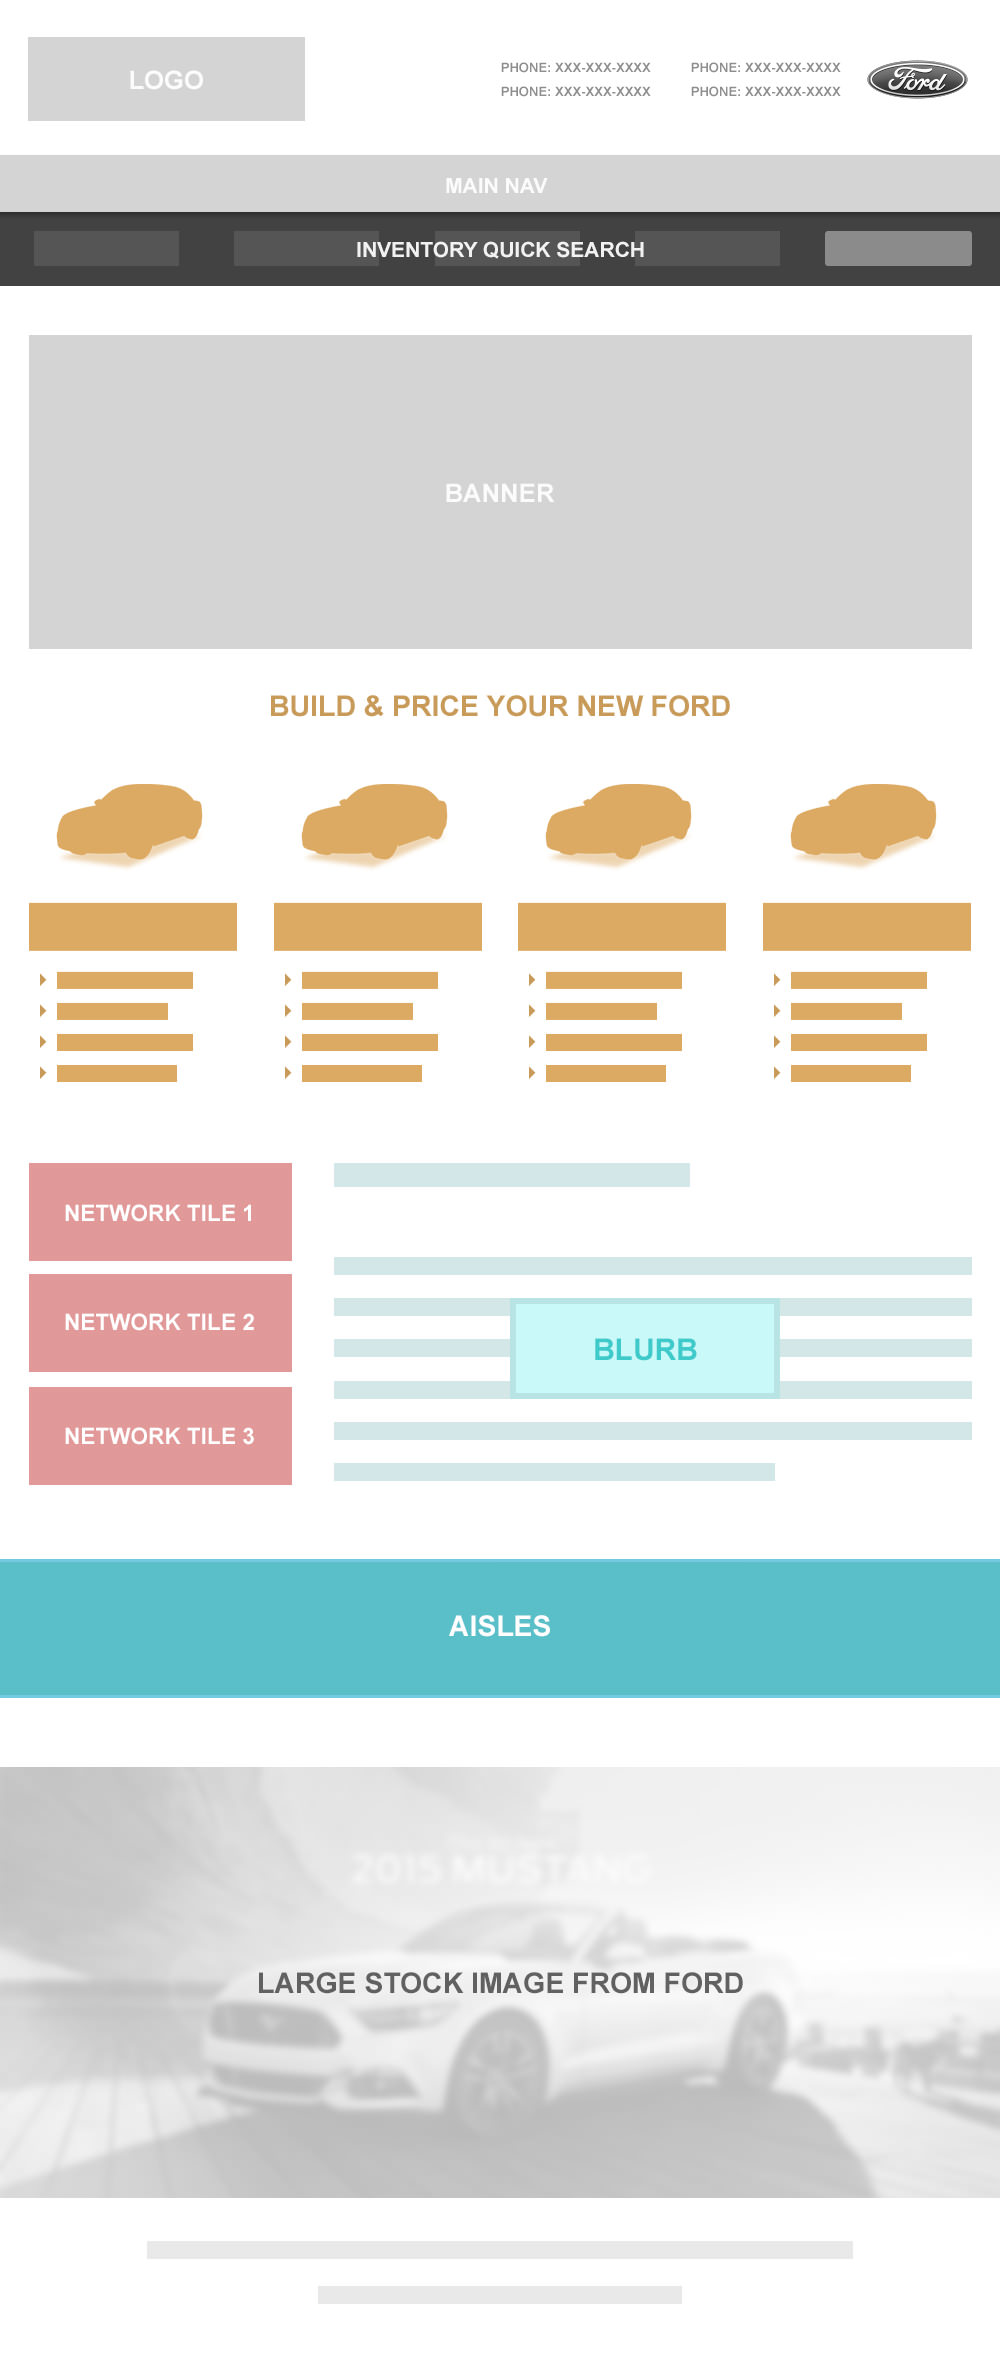 LOGO
PHONE: XXX-XXX-XXXX PHONE: XXX-XXX-XXXX
PHONE: XXX-XXX-XXXX PHONE: XXX-XXX-XXXX
Ford
MAIN NAV
INVENTORY QUICK SEARCH
BANNER
BUILD & PRICE YOUR NEW FORD
NETWORK TILE 1
NETWORK TILE 2
NETWORK TILE 3
BLURB
AISLES
2015 MUSTANG
LARGE STOCK IMAGE FROM FORD